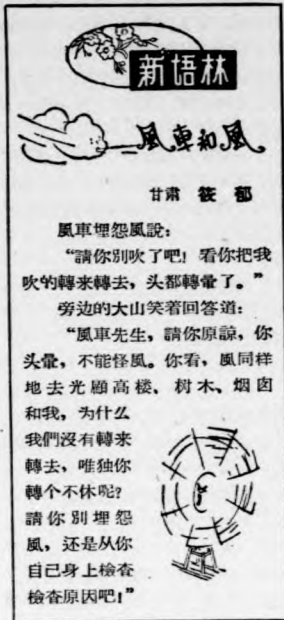 新語林
風車和風
甘肃 筱郁
風車埋怨風說：
“請你別吹了吧！看你把我
吹的轉来轉去，头都轉暈了。”
旁边的大山笑着回答道：
“風車先生，請你原諒，你
头暈，不能怪風。你看，風同样
地去光顧高楼、树木、烟囱
和我，为什么
我們沒有轉来
轉去，唯独你
轉个不休呢？
請你別埋怨
風，还是从你
自己身上檢查
檢查原因吧！”